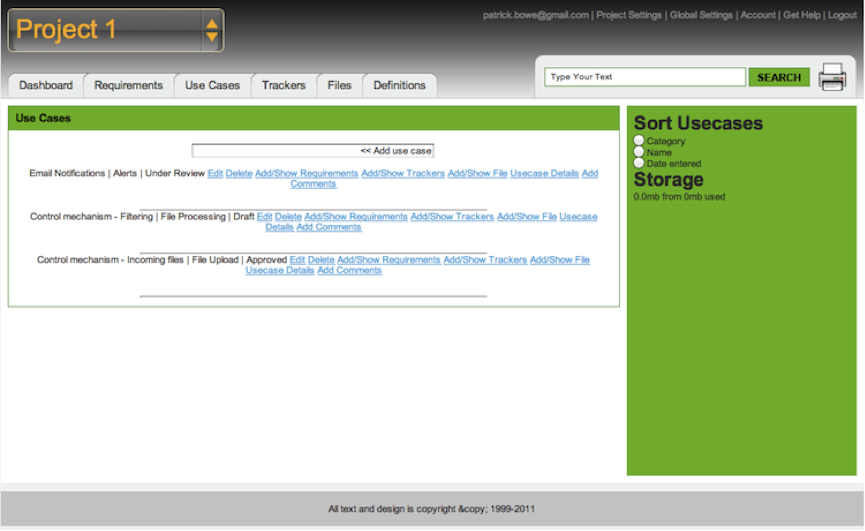 Project 1
patrick.bowe@gmail.com | Project Settings | Global Settings | Account | Get Help | Logout
Dashboard Requirements Use Cases Trackers Files Definitions
Type Your Text SEARCH
Use Cases
<< Add use case
Email Notifications | Alerts | Under Review Edit Delete Add/Show Requirements Add/Show Trackers Add/Show File Usecase Details Add
Comments
Control mechanism - Filtering | File Processing | Draft Edit Delete Add/Show Requirements Add/Show Trackers Add/Show File Usecase
Details Add Comments
Control mechanism - Incoming files | File Upload | Approved Edit Delete Add/Show Requirements Add/Show Trackers Add/Show File
Usecase Details Add Comments
Sort Usecases
Category
Name
Date entered
Storage
0.0mb from 0mb used
All text and design is copyright &copy; 1999-2011